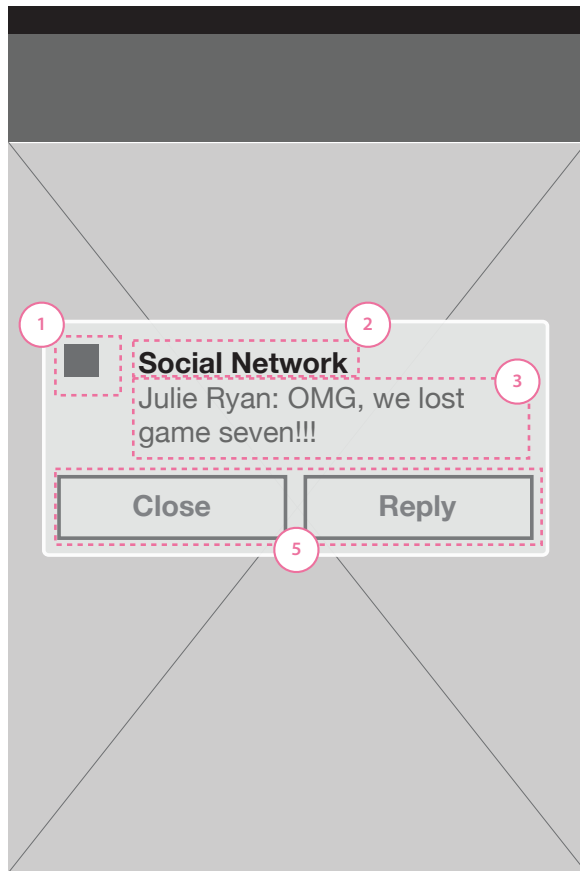 1
2
Social Network
3
Julie Ryan: OMG, we lost
game seven!!!
Close Reply
5